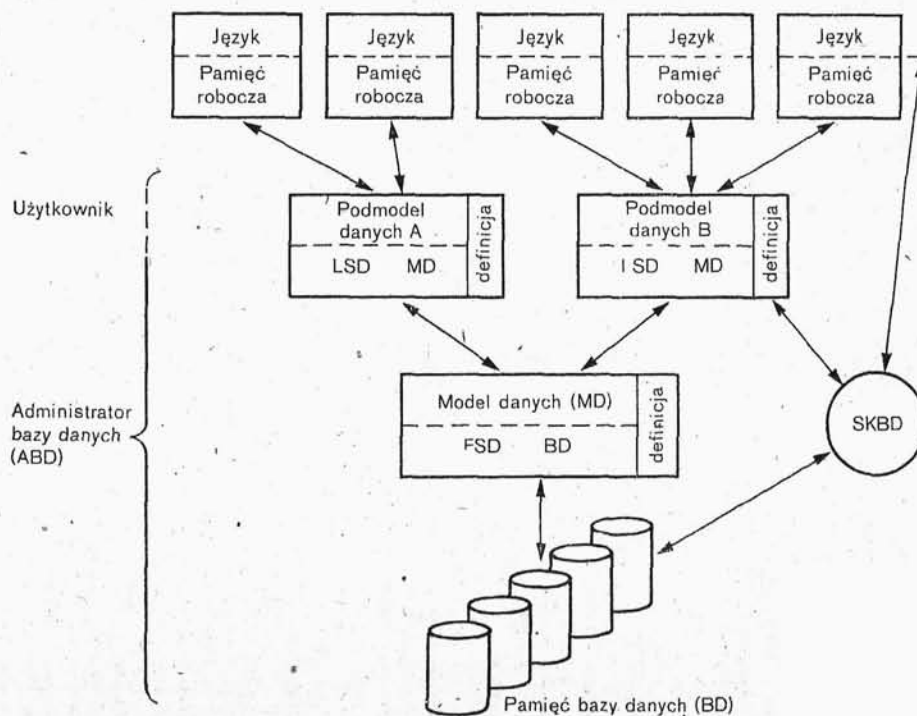 Język
Pamięć
robocza
Język
Pamięć
robocza
Język
Pamięć
robocza
Język
Pamięć
robocza
Język
Pamięć
robocza
Użytkownik
Podmodel
danych A
LSD MD
definicja
Podmodel
danych B
I SD MD
definicja
Administrator
bazy danych
(ABD)
Model danych (MD)
FSD BD
definicja
SKBD
Pamięć bazy danych (BD)